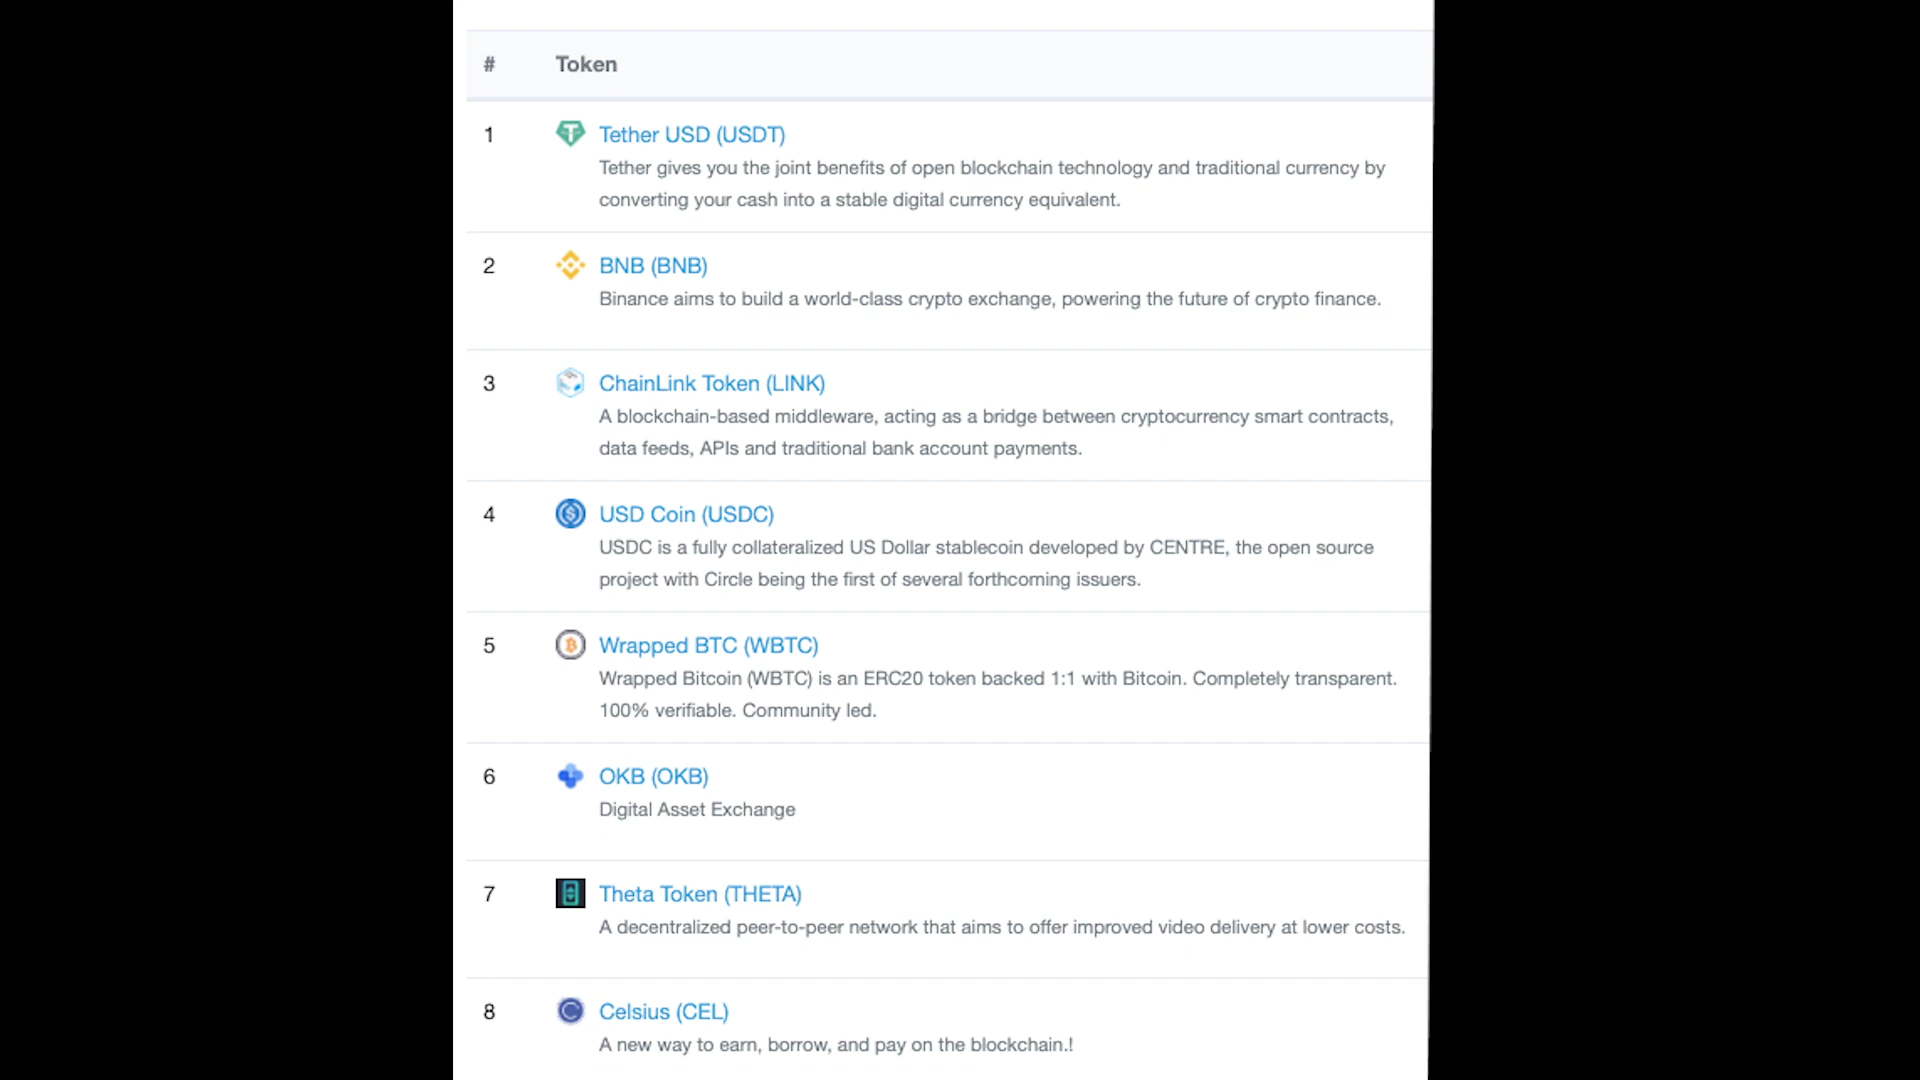 # Token
1 Tether USD (USDT)
Tether gives you the joint benefits of open blockchain technology and traditional currency by
converting your cash into a stable digital currency equivalent.
2 BNB (BNB)
Binance aims to build a world-class crypto exchange, powering the future of crypto finance.
3 ChainLink Token (LINK)
A blockchain-based middleware, acting as a bridge between cryptocurrency smart contracts,
data feeds, APIs and traditional bank account payments.
4 USD Coin (USDC)
USDC is a fully collateralized US Dollar stablecoin developed by CENTRE, the open source
project with Circle being the first of several forthcoming issuers.
5 Wrapped BTC (WBTC)
Wrapped Bitcoin (WBTC) is an ERC20 token backed 1:1 with Bitcoin. Completely transparent.
100% verifiable. Community led.
6 OKB (OKB)
Digital Asset Exchange
7 Theta Token (THETA)
A decentralized peer-to-peer network that aims to offer improved video delivery at lower costs.
8 Celsius (CEL)
A new way to earn, borrow, and pay on the blockchain.!